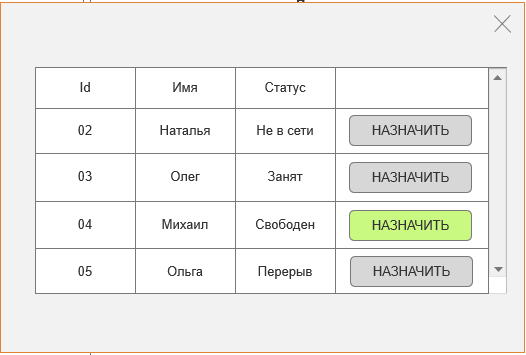 Id Имя Статус
02 Наталья Не в сети НАЗНАЧИТЬ
03 Олег Занят НАЗНАЧИТЬ
04 Михаил Свободен НАЗНАЧИТЬ
05 Ольга Перерыв НАЗНАЧИТЬ